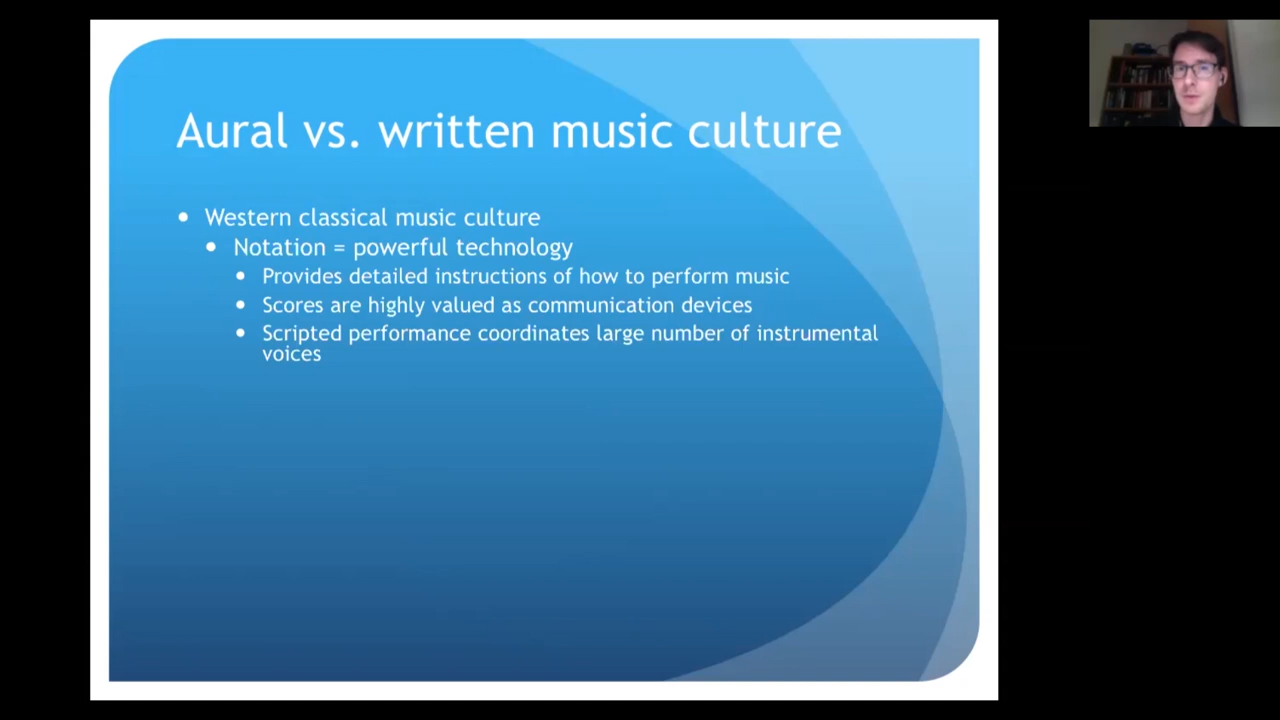 Aural vs. written music culture
Western classical music culture
Notation = powerful technology
Provides detailed instructions of how to perform music
Scores are highly valued as communication devices
Scripted performance coordinates large number of instrumental
voices